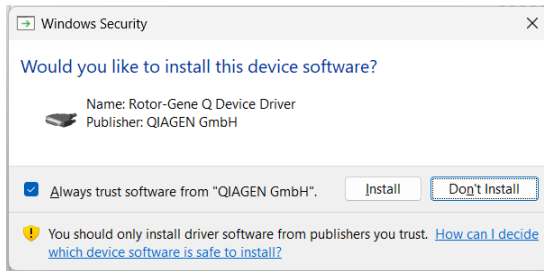 Windows Security
Would you like to install this device software?
Name: Rotor-Gene Q Device Driver
Publisher: QIAGEN GmbH
Always trust software from "QIAGEN GmbH". Install Don't Install
You should only install driver software from publishers you trust. How can I decide
which device software is safe to install?